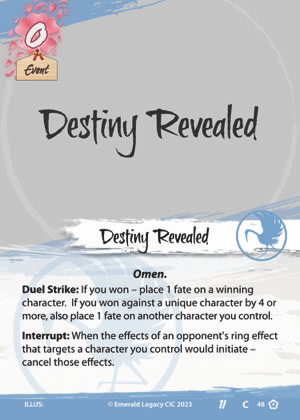 0
Event
Destiny Revealed
Destiny Revealed
Omen.
Duel Strike: If you won – place 1 fate on a winning
character. If you won against a unique character by 4 or
more, also place 1 fate on another character you control.
Interrupt: When the effects of an opponent's ring effect
that targets a character you control would initiate –
cancel those effects.
ILLUS: © Emerald Legacy CIC 2023 C 48